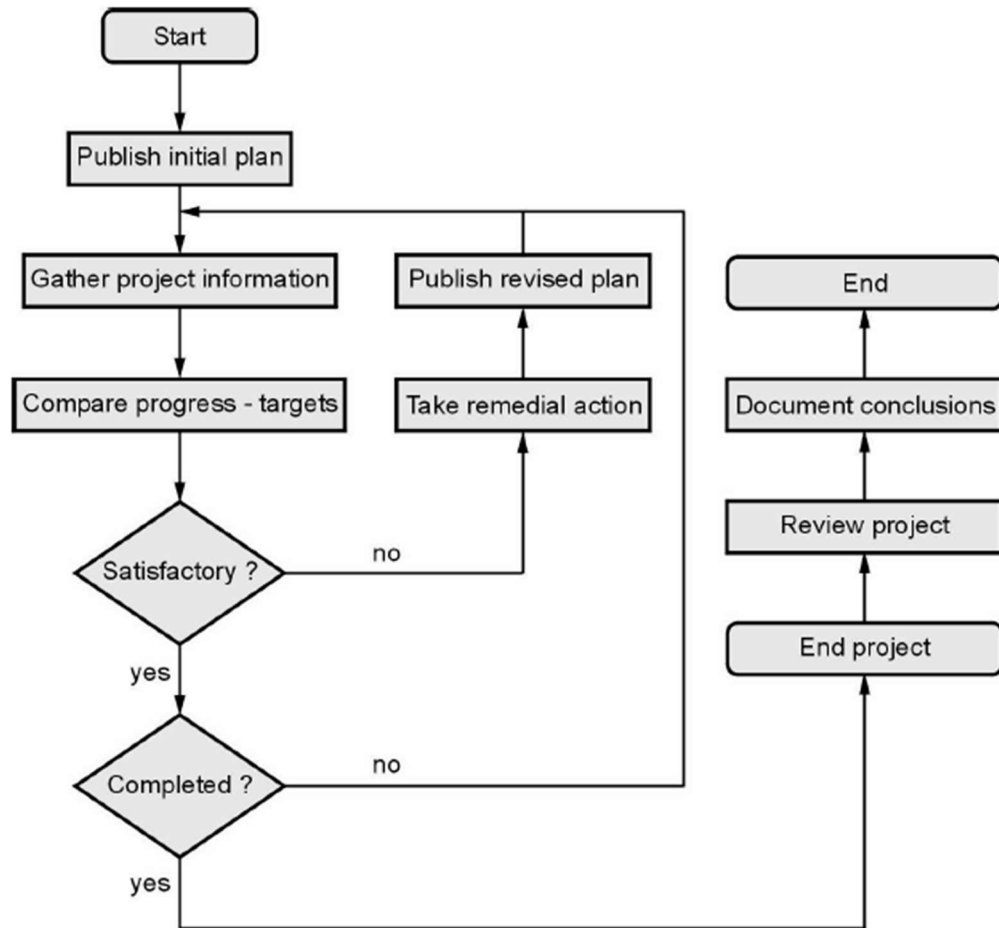 Start
Publish initial plan
Gather project information
Compare progress - targets
Satisfactory ?
no
yes
Completed ?
no
yes
Publish revised plan
Take remedial action
End
Document conclusions
Review project
End project